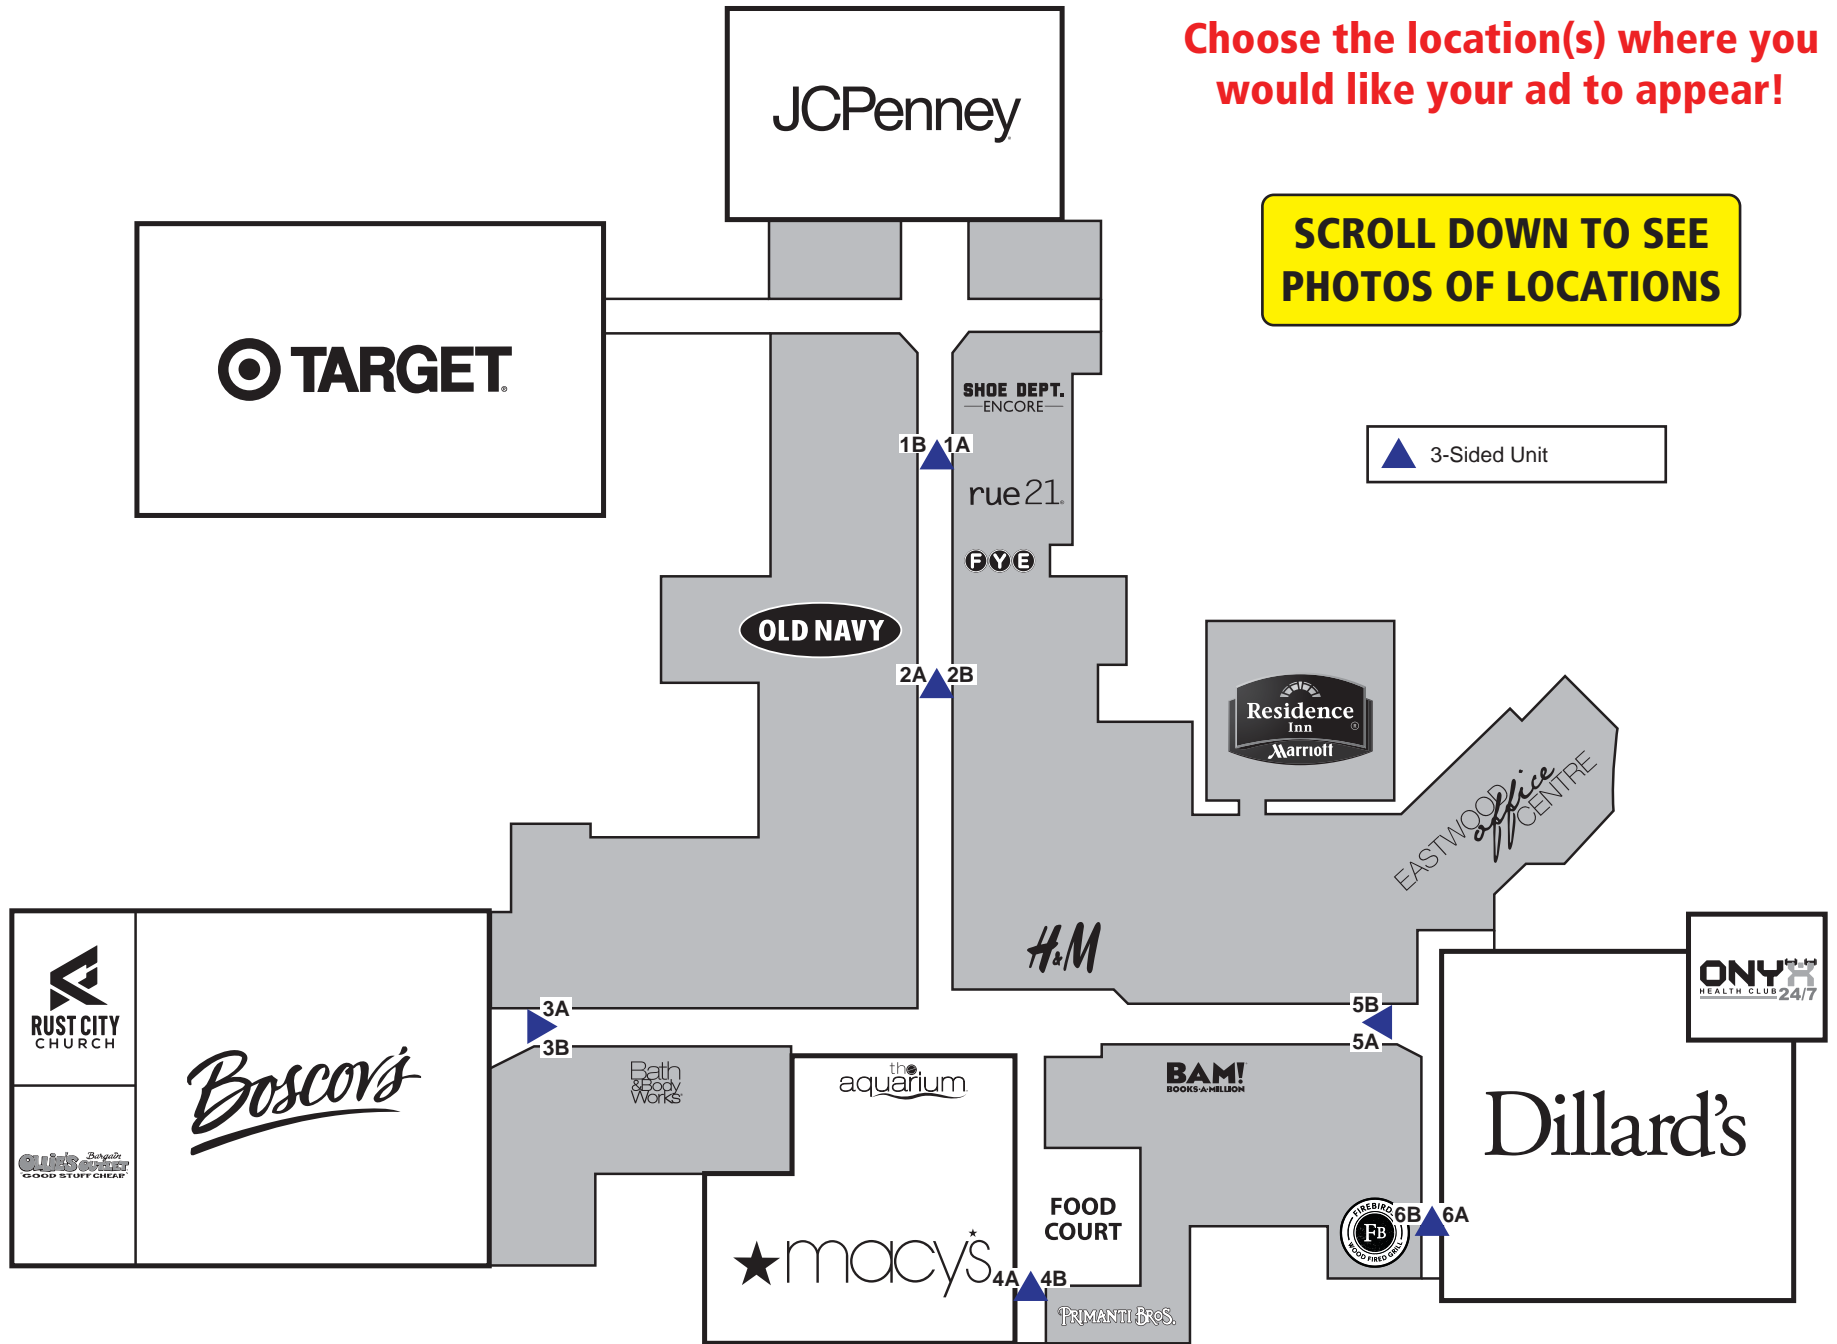 Choose the location(s) where you
would like your ad to appear!
JCPenney
SCROLL DOWN TO SEE
PHOTOS OF LOCATIONS
TARGET
SHOE DEPT.
ENCORE
3-Sided Unit
1B 1A
rue21
FYE
OLD NAVY
2A 2B
Residence
Inn
Marriott
EASTWOOD
office
CENTRE
H&M
RUST CITY
CHURCH
Boscov's
3A
3B
5B
5A
ONYX
HEALTH CLUB 24/7
Bath
&Body
Works
the
aquarium
BAM!
BOOKS·A·MILLION
Dillard's
OLLIE'S Bargain OUTLET
GOOD STUFF CHEAP
FOOD
COURT
macy's
4A 4B
FIREBIRDS
FB
WOOD FIRED GRILL
6B 6A
PRIMANTI BROS.